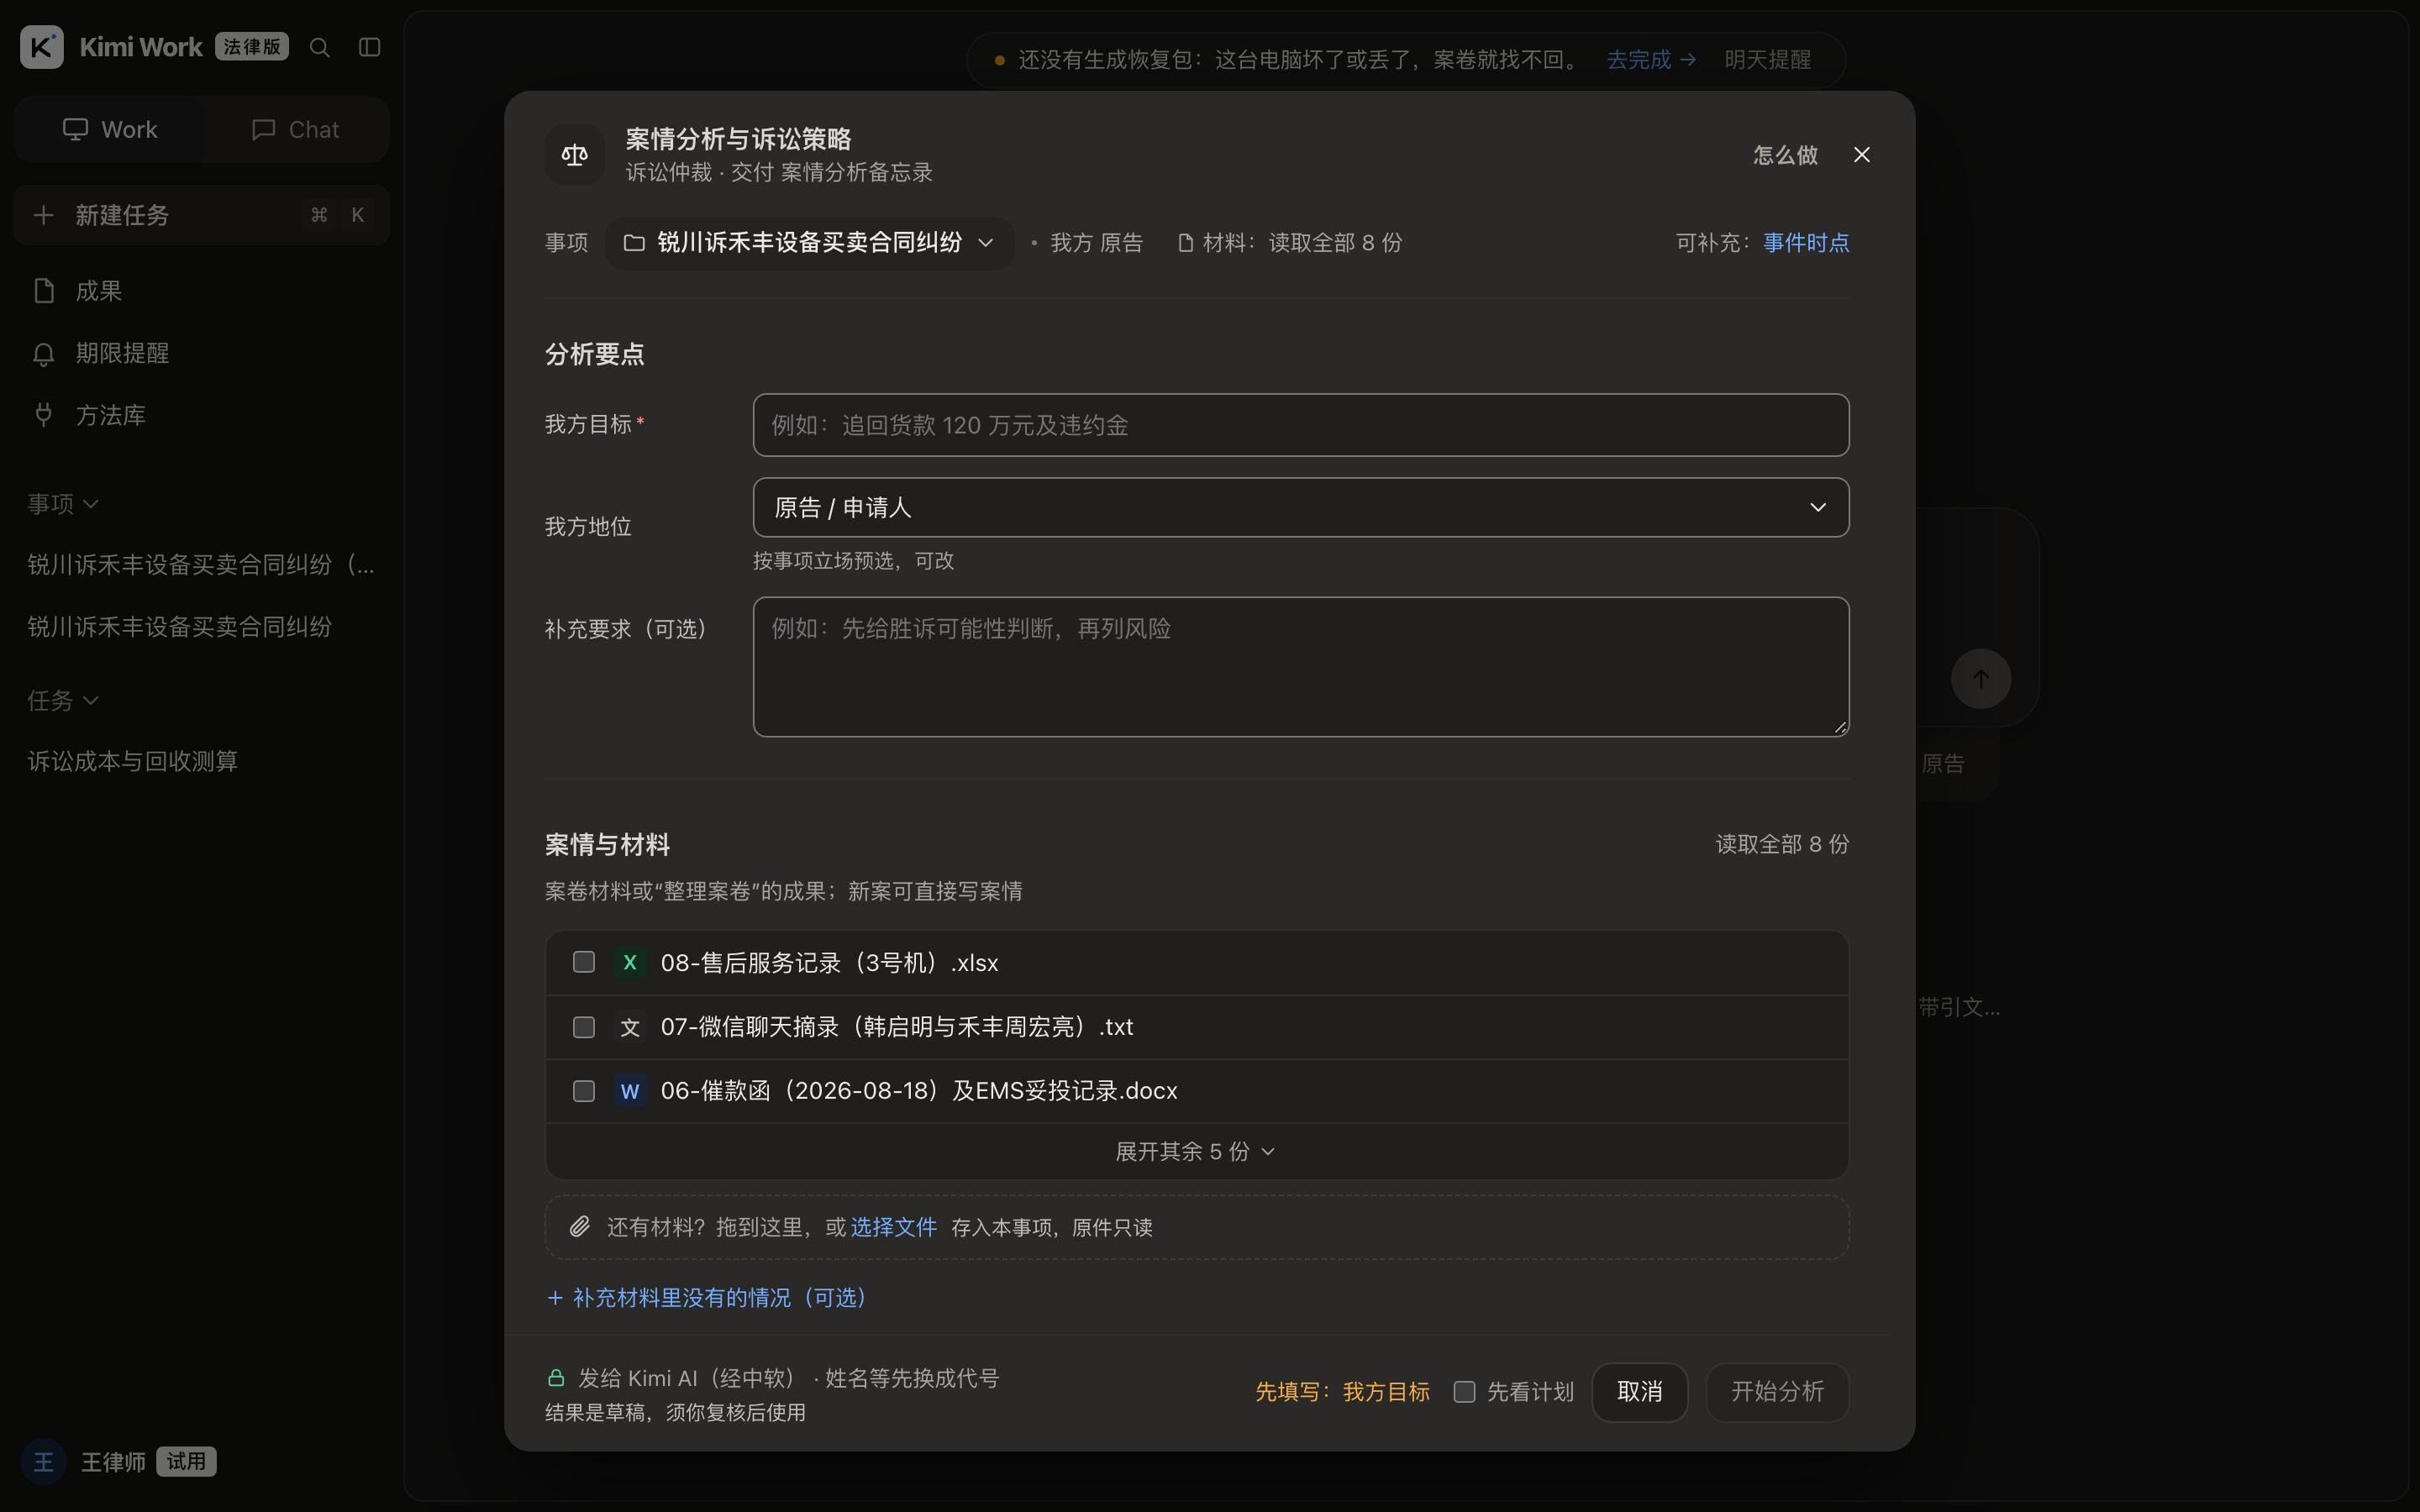 Kimi Work 法律版
Work
Chat
新建任务 ⌘ K
成果
期限提醒
方法库
事项
锐川诉禾丰设备买卖合同纠纷（...
锐川诉禾丰设备买卖合同纠纷
任务
诉讼成本与回收测算
王 王律师 试用
还没有生成恢复包：这台电脑坏了或丢了，案卷就找不回。 去完成 → 明天提醒
案情分析与诉讼策略
诉讼仲裁 · 交付 案情分析备忘录
怎么做
事项 锐川诉禾丰设备买卖合同纠纷 • 我方 原告 材料：读取全部 8 份
可补充：事件时点
分析要点
我方目标*
例如：追回货款 120 万元及违约金
我方地位
原告 / 申请人
按事项立场预选，可改
补充要求（可选）
例如：先给胜诉可能性判断，再列风险
案情与材料
读取全部 8 份
案卷材料或“整理案卷”的成果；新案可直接写案情
X 08-售后服务记录（3号机）.xlsx
文 07-微信聊天摘录（韩启明与禾丰周宏亮）.txt
W 06-催款函（2026-08-18）及EMS妥投记录.docx
展开其余 5 份
还有材料？拖到这里，或选择文件 存入本事项，原件只读
+ 补充材料里没有的情况（可选）
发给 Kimi AI（经中软） · 姓名等先换成代号
结果是草稿，须你复核后使用
先填写：我方目标
先看计划
取消
开始分析
原告
带引文...